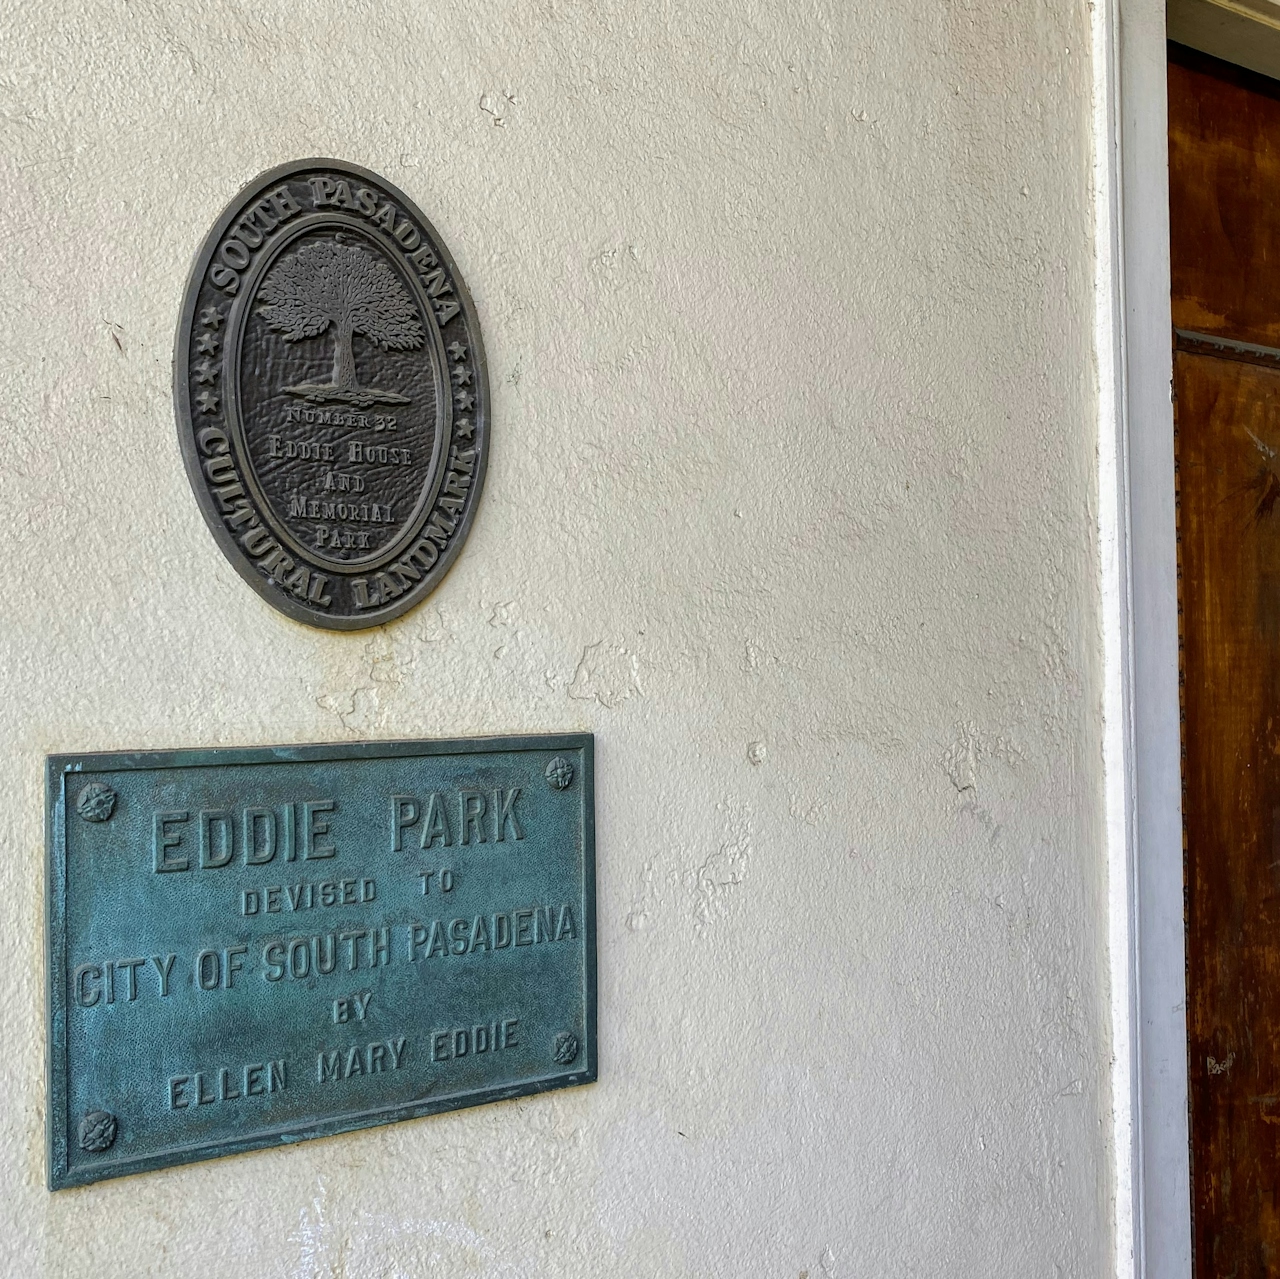 SOUTH PASADENA
NUMBER 32
EDDIE HOUSE
AND
MEMORIAL
PARK
CULTURAL LANDMARK
EDDIE PARK
DEVISED TO
CITY OF SOUTH PASADENA
BY
ELLEN MARY EDDIE